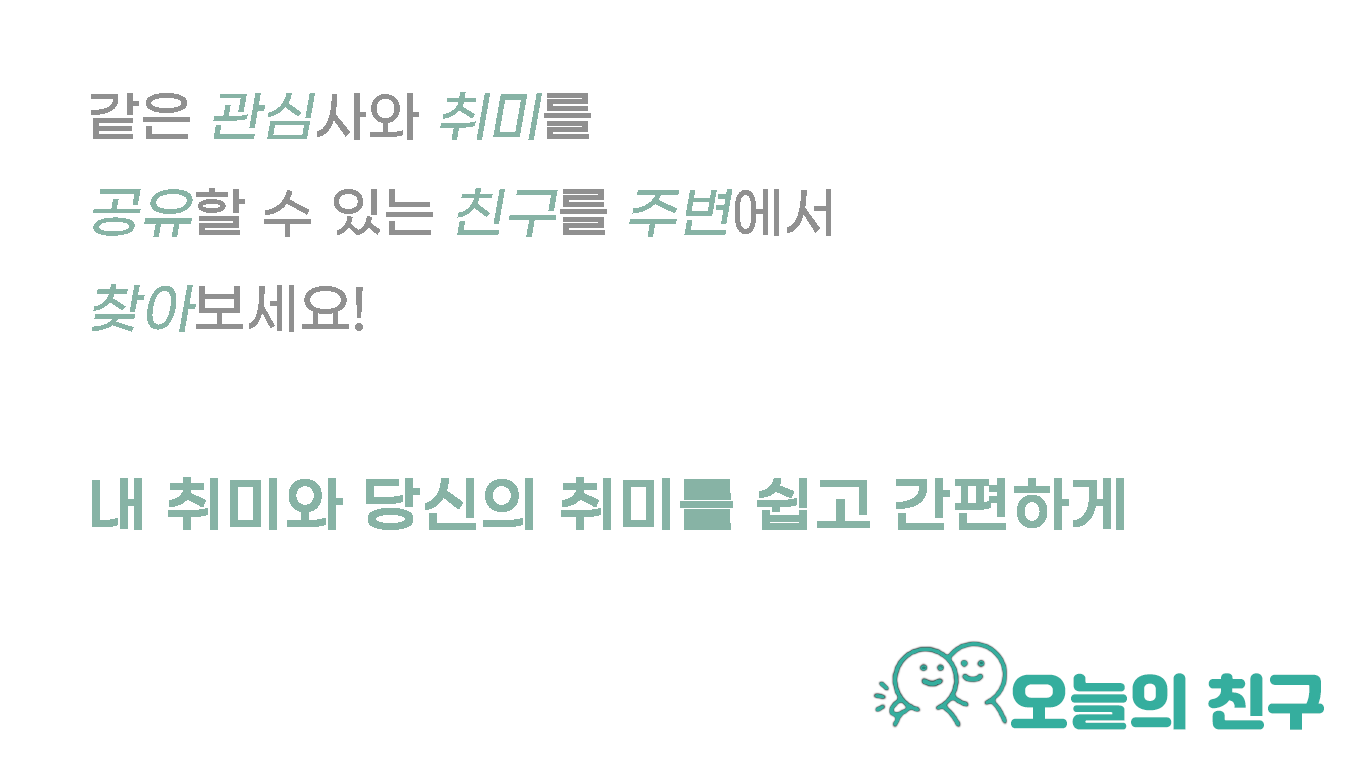 같은 관심사와 취미를
공유할 수 있는 친구를 주변에서
찾아보세요!
내 취미와 당신의 취미를 쉽고 간편하게
오늘의 친구